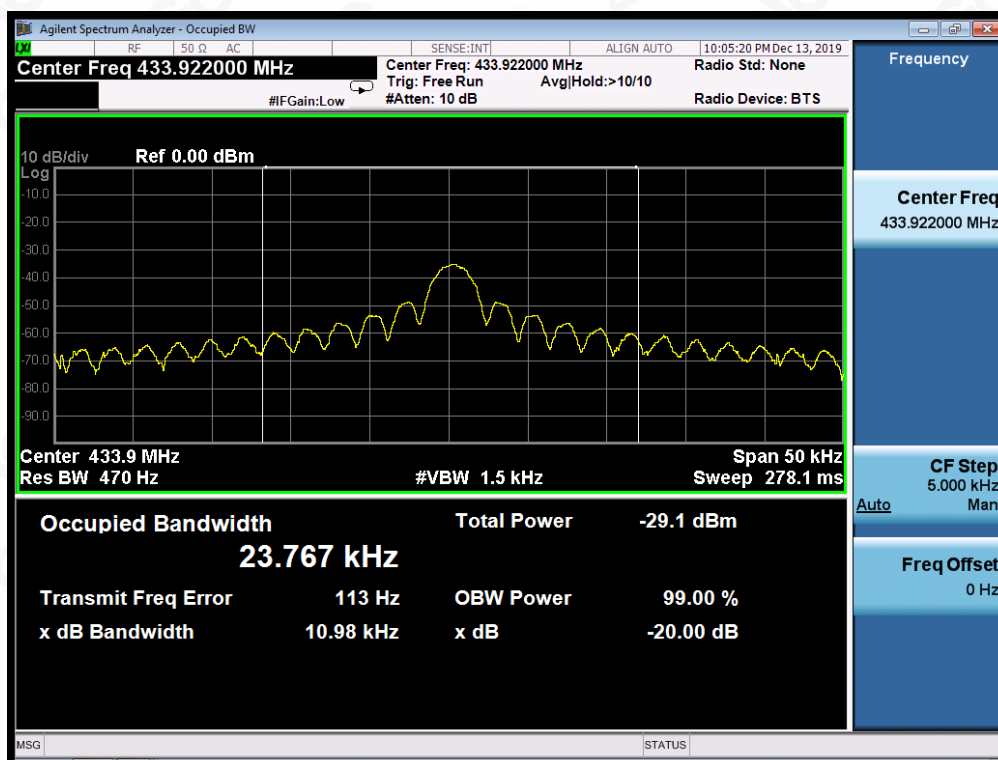 Agilent Spectrum Analyzer - Occupied BW
LXI RF 50 Ω AC SENSE:INT ALIGN AUTO 10:05:20 PM Dec 13, 2019
Center Freq 433.922000 MHz
Center Freq: 433.922000 MHz Radio Std: None
Trig: Free Run Avg|Hold:>10/10
#IFGain:Low #Atten: 10 dB Radio Device: BTS
10 dB/div Ref 0.00 dBm
Log
-10.0
-20.0
-30.0
-40.0
-50.0
-60.0
-70.0
-80.0
-90.0
Center 433.9 MHz Span 50 kHz
Res BW 470 Hz #VBW 1.5 kHz Sweep 278.1 ms
Occupied Bandwidth Total Power -29.1 dBm
23.767 kHz
Transmit Freq Error 113 Hz OBW Power 99.00 %
x dB Bandwidth 10.98 kHz x dB -20.00 dB
MSG STATUS
Frequency
Center Freq
433.922000 MHz
CF Step
5.000 kHz
Auto Man
Freq Offset
0 Hz